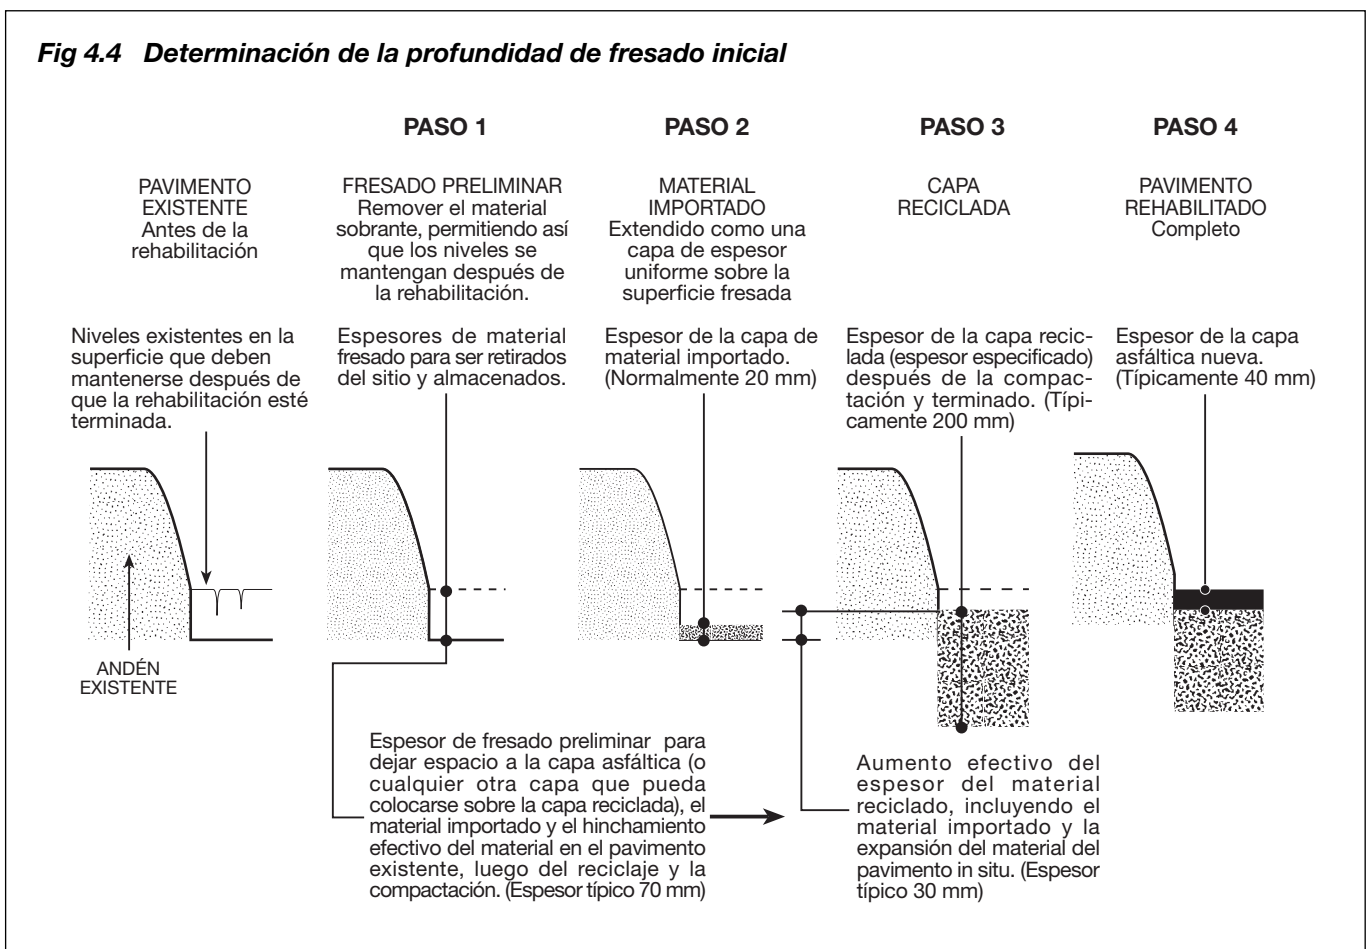 Fig 4.4 Determinación de la profundidad de fresado inicial
PASO 1
PASO 2
PASO 3
PASO 4
PAVIMENTO
EXISTENTE
Antes de la
rehabilitación
FRESADO PRELIMINAR
Remover el material
sobrante, permitiendo así
que los niveles se
mantengan después de
la rehabilitación.
MATERIAL
IMPORTADO
Extendido como una
capa de espesor
uniforme sobre la
superficie fresada
CAPA
RECICLADA
PAVIMENTO
REHABILITADO
Completo
Niveles existentes en la
superficie que deben
mantenerse después de
que la rehabilitación esté
terminada.
Espesores de material
fresado para ser retirados
del sitio y almacenados.
Espesor de la capa de
material importado.
(Normalmente 20 mm)
Espesor de la capa recic-
lada (espesor especificado)
después de la compac-
tación y terminado. (Típi-
camente 200 mm)
Espesor de la capa
asfáltica nueva.
(Típicamente 40 mm)
ANDÉN
EXISTENTE
Espesor de fresado preliminar para
dejar espacio a la capa asfáltica (o
cualquier otra capa que pueda
colocarse sobre la capa reciclada), el
material importado y el hinchamiento
efectivo del material en el pavimento
existente, luego del reciclaje y la
compactación. (Espesor típico 70 mm)
Aumento efectivo del
espesor del material
reciclado, incluyendo el
material importado y la
expansión del material del
pavimento in situ. (Espesor
típico 30 mm)